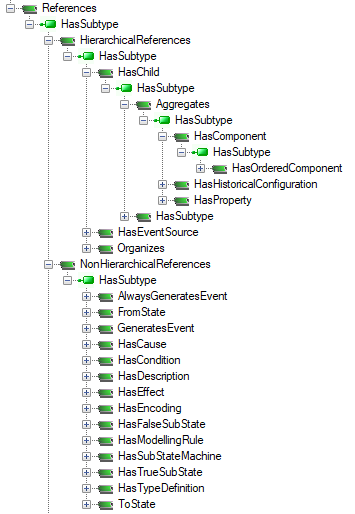 References
HasSubtype
HierarchicalReferences
HasSubtype
HasChild
HasSubtype
Aggregates
HasSubtype
HasComponent
HasSubtype
HasOrderedComponent
HasHistoricalConfiguration
HasProperty
HasSubtype
HasEventSource
Organizes
NonHierarchicalReferences
HasSubtype
AlwaysGeneratesEvent
FromState
GeneratesEvent
HasCause
HasCondition
HasDescription
HasEffect
HasEncoding
HasFalseSubState
HasModellingRule
HasSubStateMachine
HasTrueSubState
HasTypeDefinition
ToState